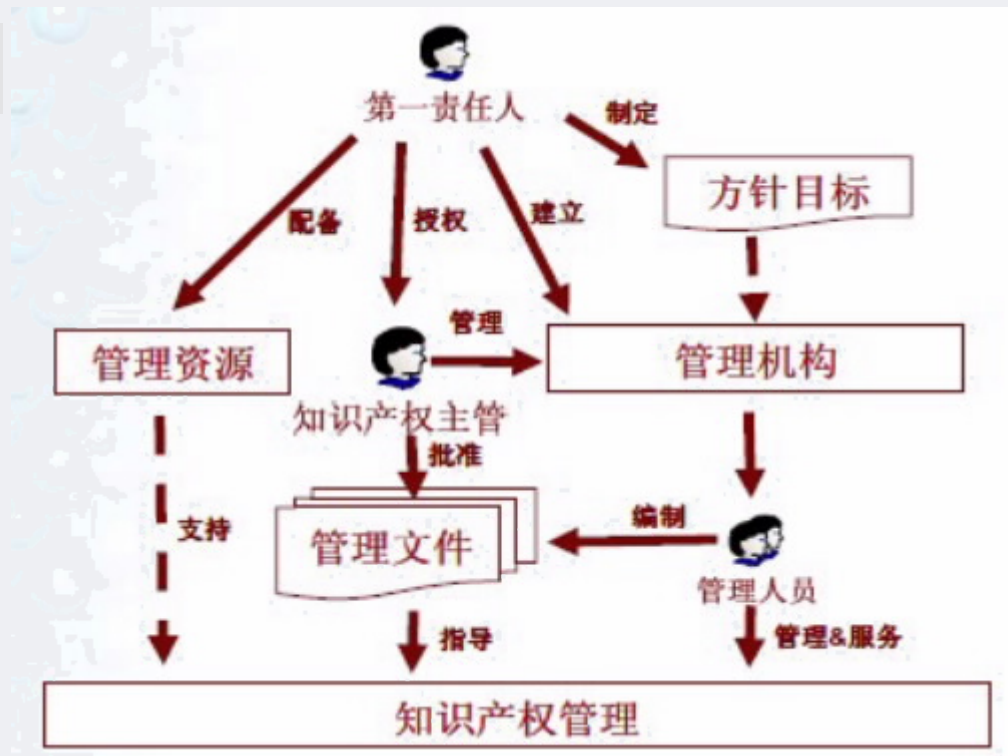 第一责任人
制定
方针目标
配备
授权
建立
管理
管理资源
管理机构
知识产权主管
批准
支持
管理文件
编制
管理人员
指导
管理&服务
知识产权管理